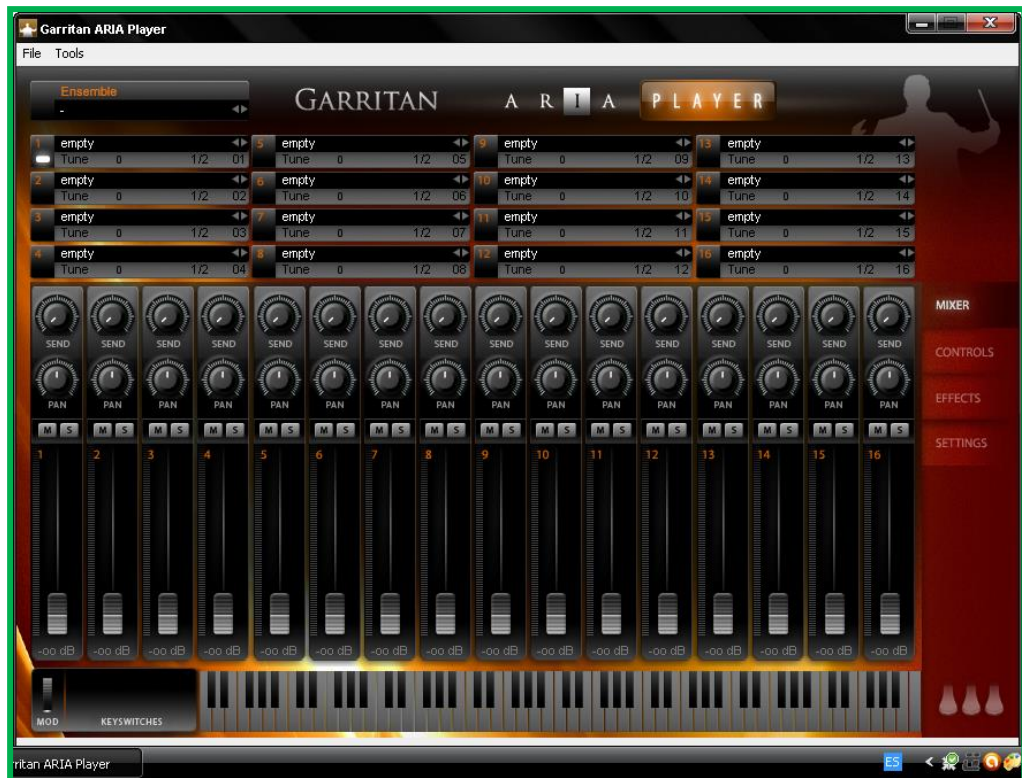 Garritan ARIA Player
File Tools
Ensemble
-
GARRITAN ARIA PLAYER
1 empty 5 empty 9 empty 13 empty
Tune 0 1/2 01 Tune 0 1/2 05 Tune 0 1/2 09 Tune 0 1/2 13
2 empty 6 empty 10 empty 14 empty
Tune 0 1/2 02 Tune 0 1/2 06 Tune 0 1/2 10 Tune 0 1/2 14
3 empty 7 empty 11 empty 15 empty
Tune 0 1/2 03 Tune 0 1/2 07 Tune 0 1/2 11 Tune 0 1/2 15
4 empty 8 empty 12 empty 16 empty
Tune 0 1/2 04 Tune 0 1/2 08 Tune 0 1/2 12 Tune 0 1/2 16
SEND SEND SEND SEND SEND SEND SEND SEND SEND SEND SEND SEND SEND SEND SEND SEND
PAN PAN PAN PAN PAN PAN PAN PAN PAN PAN PAN PAN PAN PAN PAN PAN
M S M S M S M S M S M S M S M S M S M S M S M S M S M S M S M S
1 2 3 4 5 6 7 8 9 10 11 12 13 14 15 16
-oo dB -oo dB -oo dB -oo dB -oo dB -oo dB -oo dB -oo dB -oo dB -oo dB -oo dB -oo dB -oo dB -oo dB -oo dB -oo dB
MIXER
CONTROLS
EFFECTS
SETTINGS
MOD KEYSWITCHES
rritan ARIA Player
ES